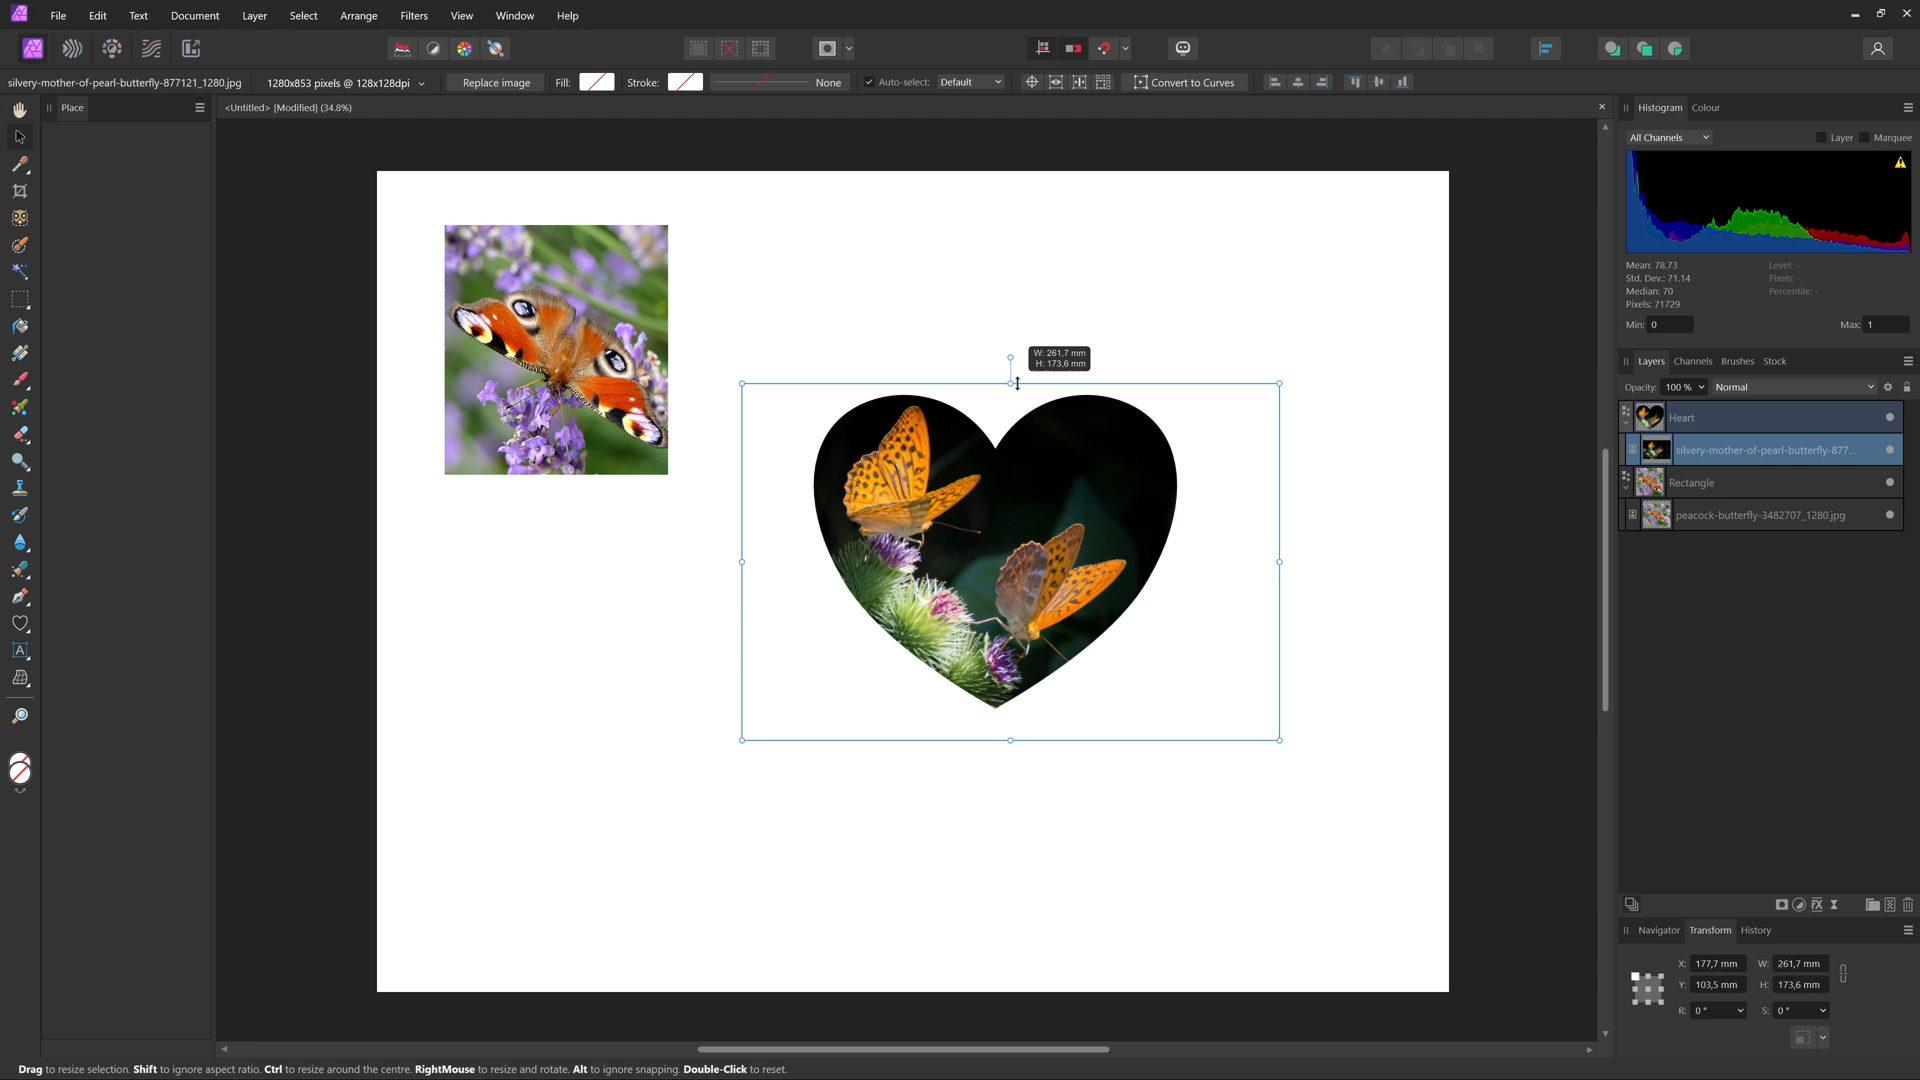 File Edit Text Document Layer Select Arrange Filters View Window Help
silvery-mother-of-pearl-butterfly-877121_1280.jpg 1280x853 pixels @ 128x128dpi Replace image Fill: Stroke: None Auto-select: Default Convert to Curves
Place
<Untitled> [Modified] (34.8%)
Histogram Colour
All Channels Layer Marquee
Mean: 78.73 Level: -
Std. Dev.: 71.14 Pixels: -
Median: 70 Percentile: -
Pixels: 71729
Min: 0 Max: 1
W: 261,7 mm
H: 173,6 mm
Layers Channels Brushes Stock
Opacity: 100 % Normal
Heart
silvery-mother-of-pearl-butterfly-877...
Rectangle
peacock-butterfly-3482707_1280.jpg
Navigator Transform History
X: 177,7 mm W: 261,7 mm
Y: 103,5 mm H: 173,6 mm
R: 0 ° S: 0 °
Drag to resize selection. Shift to ignore aspect ratio. Ctrl to resize around the centre. RightMouse to resize and rotate. Alt to ignore snapping. Double-Click to reset.